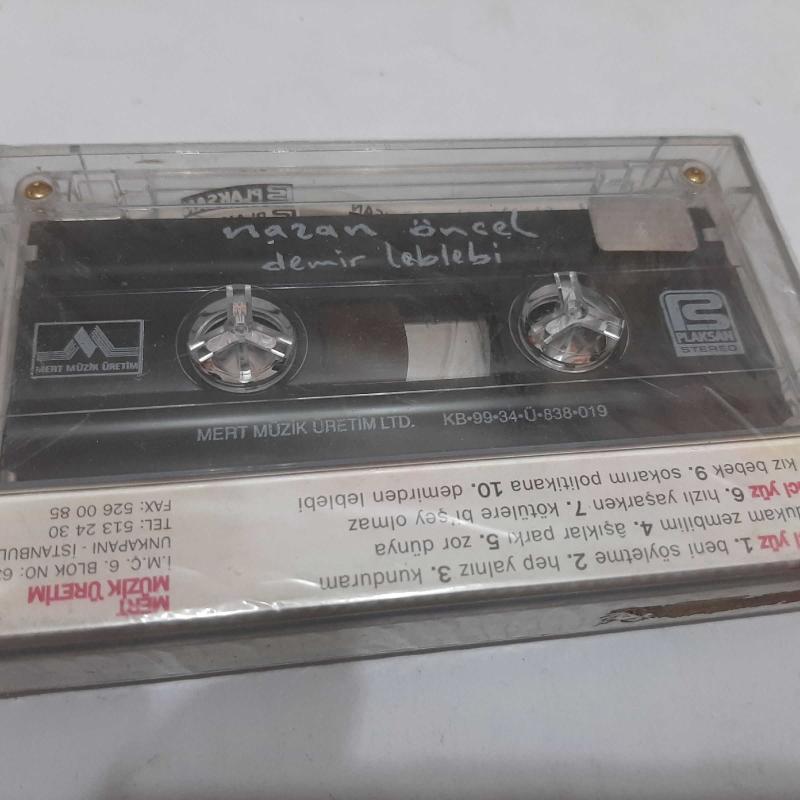 PLAKSAN
nazan öncel
demir leblebi
MERT MÜZİK ÜRETİM
PLAKSAN
STEREO
MERT MÜZİK ÜRETİM LTD. KB•99•34•Ü•838•019
yüz 1. beni söyletme 2. hep yalnız 3. kunduram
zembilim 4. âşıklar parkı 5. zor dünya
yüz 6. hızlı yaşarken 7. kötülere bi'şey olmaz
kız bebek 9. sokarım politikana 10. demirden leblebi
MERT
MÜZİK ÜRETİM
İ.M.Ç. 6. BLOK NO:
UNKAPANI - İSTANBUL
TEL: 513 24 30
FAX: 526 00 85